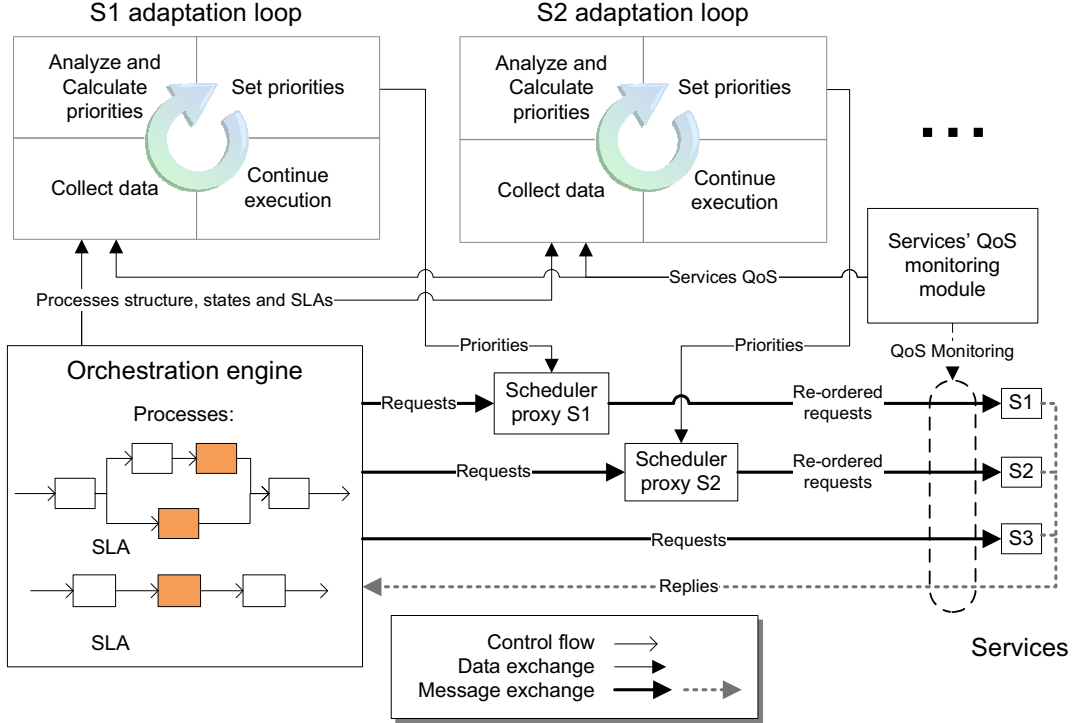 S1 adaptation loop
S2 adaptation loop
Analyze and
Calculate
priorities
Set priorities
Collect data
Continue
execution
Analyze and
Calculate
priorities
Set priorities
Collect data
Continue
execution
Services’ QoS
monitoring
module
Services QoS
Processes structure, states and SLAs
Priorities
Priorities
QoS Monitoring
Orchestration engine
Processes:
SLA
SLA
Requests
Scheduler
proxy S1
Re-ordered
requests
S1
Requests
Scheduler
proxy S2
Re-ordered
requests
S2
Requests
S3
Replies
Services
Control flow
Data exchange
Message exchange